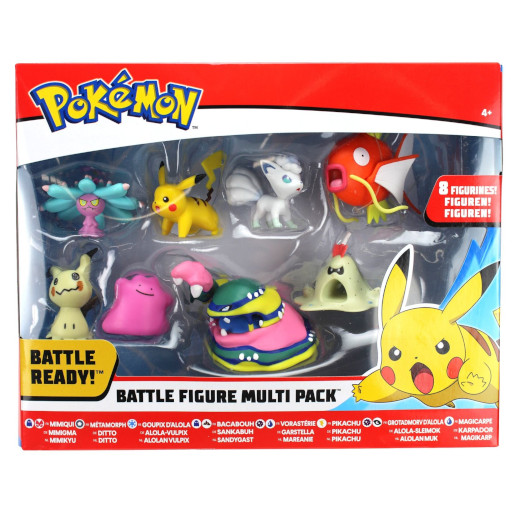 POKÉMON™
4+
8 FIGURINES!
FIGUREN!
FIGUREN!
BATTLE
READY!™
BATTLE FIGURE MULTI PACK™
MIMIQUI MÉTAMORPH GOUPIX D'ALOLA BACABOUH VORASTÉRIE PIKACHU GROTADMORV D'ALOLA MAGICARPE
MIMIGMA DITTO ALOLA-VULPIX SANKABUH GARSTELLA PIKACHU ALOLA-SLEIMOK KARPADOR
MIMIKYU DITTO ALOLAN VULPIX SANDYGAST MAREANIE PIKACHU ALOLAN MUK MAGIKARP